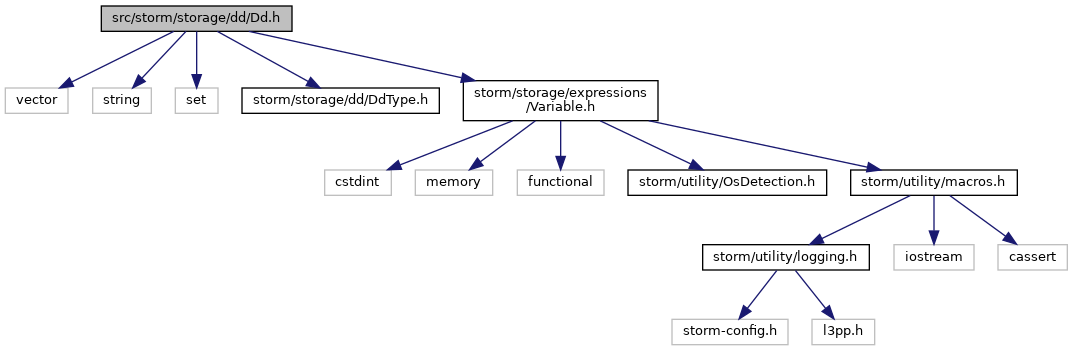 src/storm/storage/dd/Dd.h
vector
string
set
storm/storage/dd/DdType.h
storm/storage/expressions
/Variable.h
cstdint
memory
functional
storm/utility/OsDetection.h
storm/utility/macros.h
storm/utility/logging.h
iostream
cassert
storm-config.h
l3pp.h